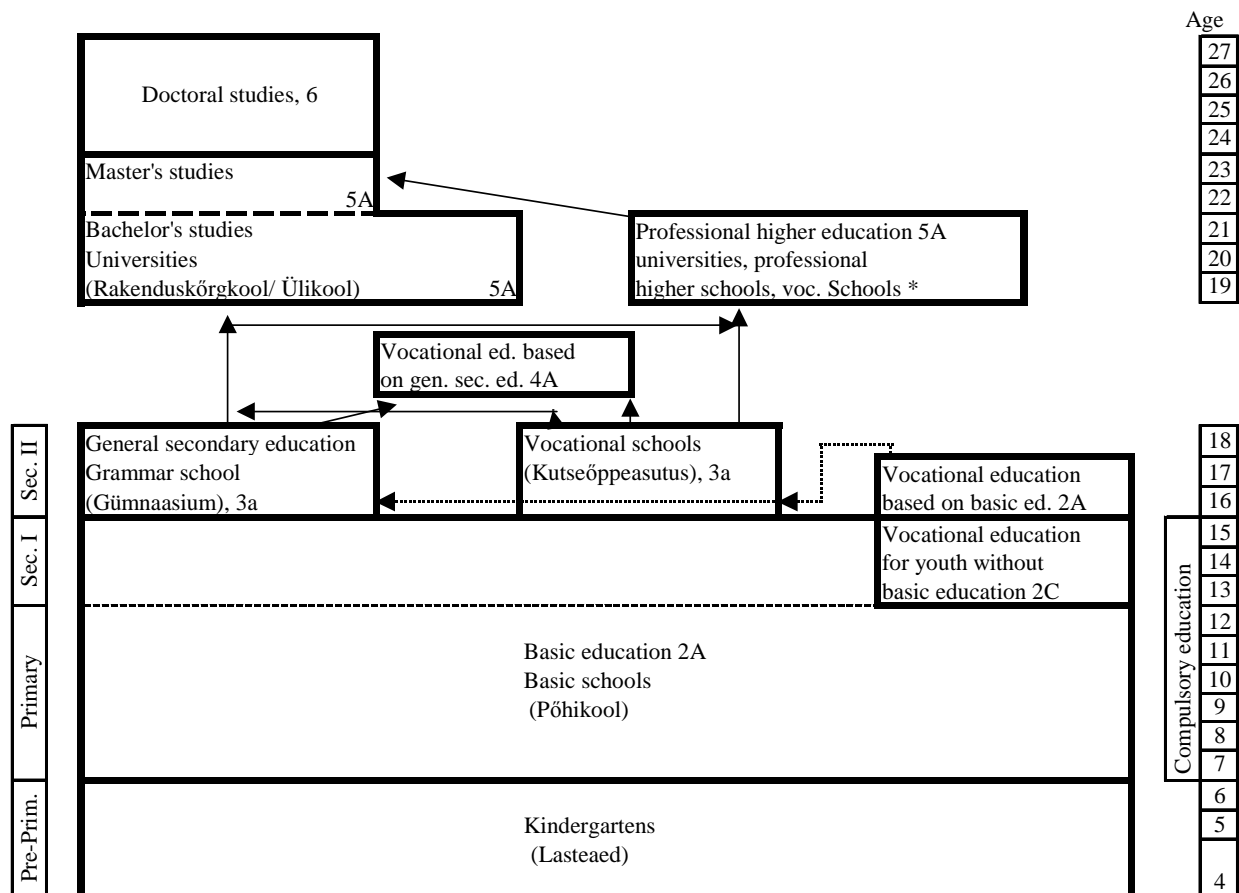 Age
27
26
25
24
23
22
21
20
19
Doctoral studies, 6
Master's studies
5A
Bachelor's studies
Universities
(Rakenduskőrgkool/ Ülikool) 5A
Professional higher education 5A
universities, professional
higher schools, voc. Schools *
Vocational ed. based
on gen. sec. ed. 4A
Sec. II
General secondary education
Grammar school
(Gümnaasium), 3a
Vocational schools
(Kutseőppeasutus), 3a
Vocational education
based on basic ed. 2A
18
17
16
Sec. I
Vocational education
for youth without
basic education 2C
Compulsory education
15
14
13
12
11
10
9
8
7
Primary
Basic education 2A
Basic schools
(Pőhikool)
Pre-Prim.
Kindergartens
(Lasteaed)
6
5
4